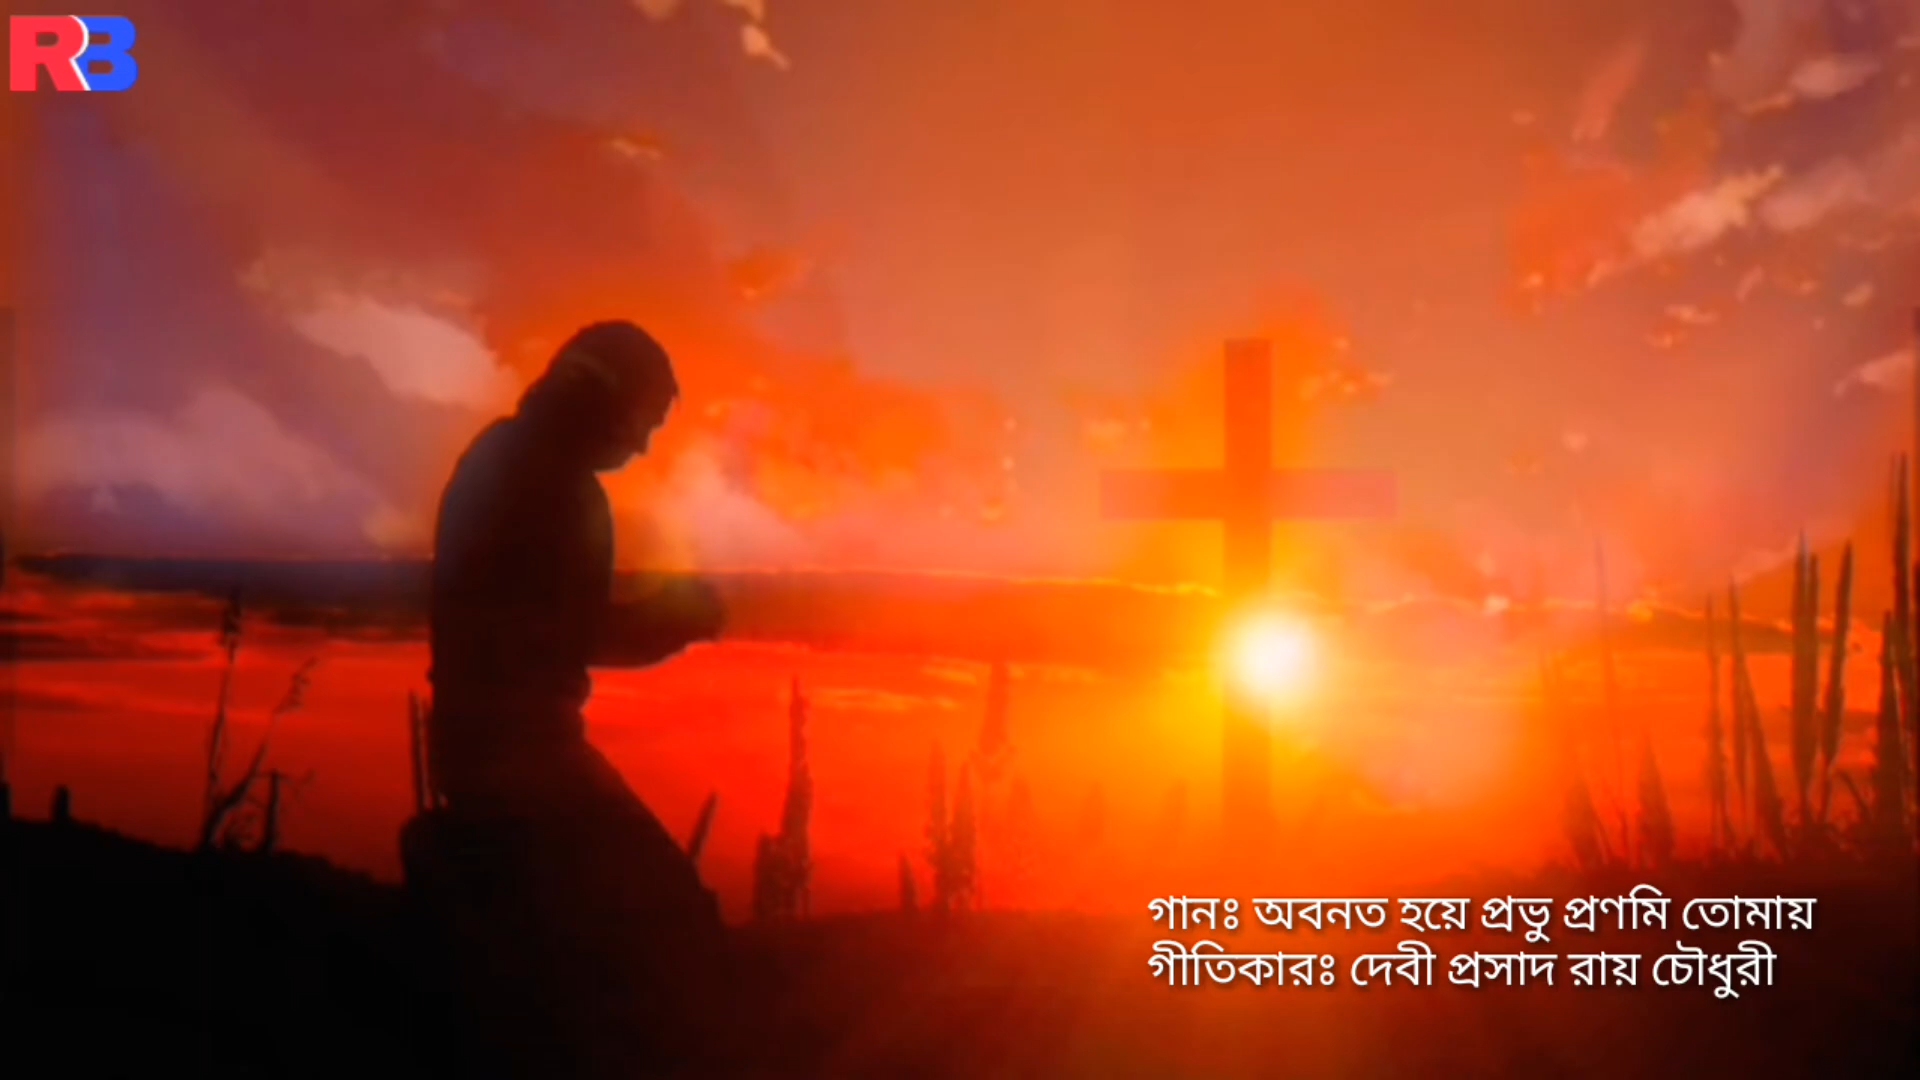 RB
গানঃ অবনত হয়ে প্রভু প্রণমি তোমায়
গীতিকারঃ দেবী প্রসাদ রায় চৌধুরী